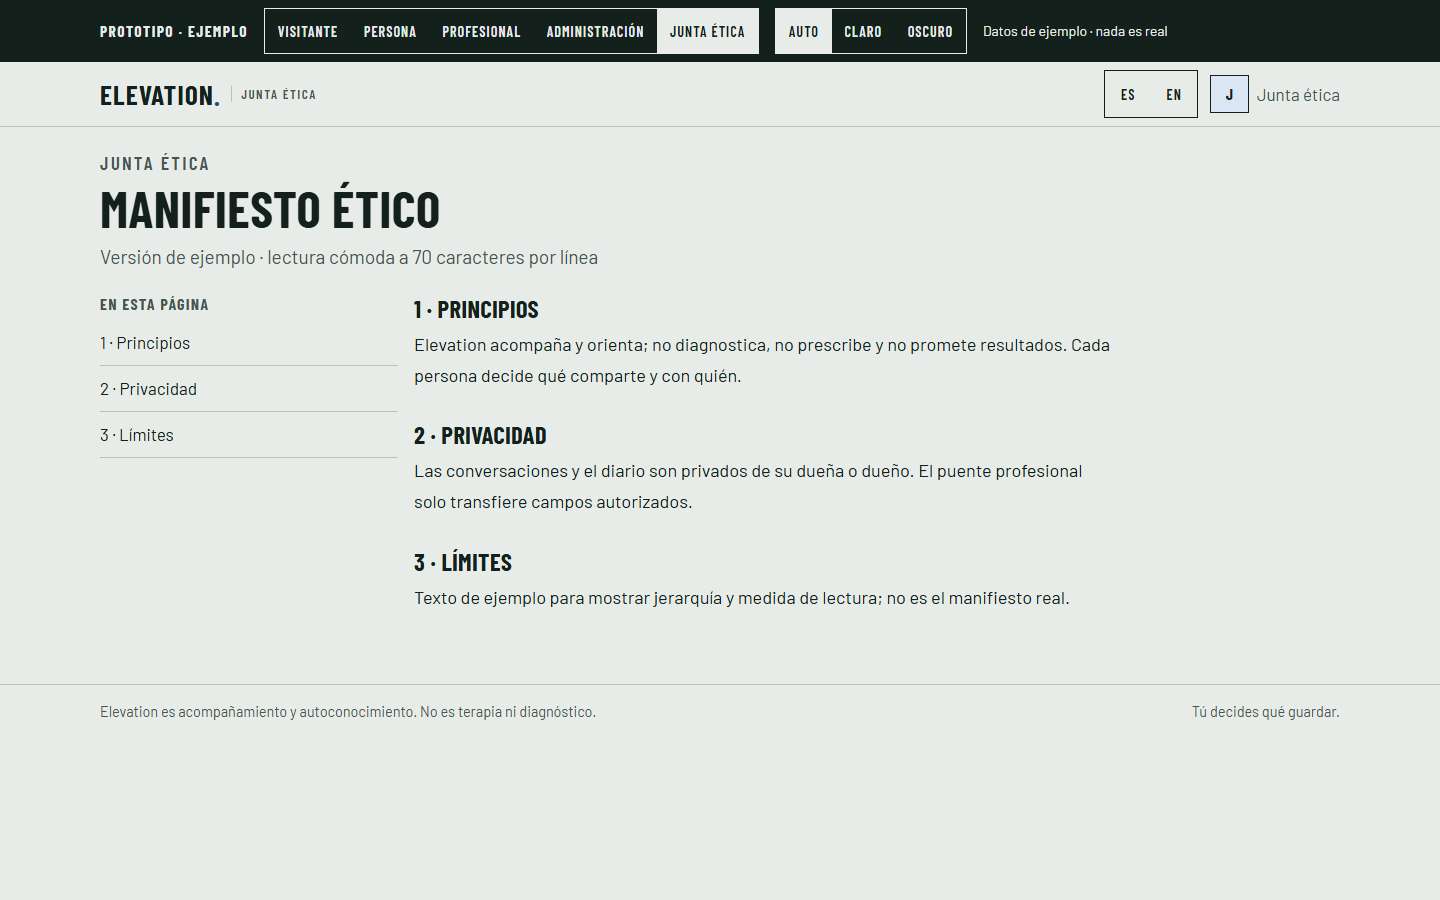 PROTOTIPO · EJEMPLO VISITANTE PERSONA PROFESIONAL ADMINISTRACIÓN JUNTA ÉTICA AUTO CLARO OSCURO Datos de ejemplo · nada es real
ELEVATION. JUNTA ÉTICA ES EN J Junta ética
JUNTA ÉTICA
MANIFIESTO ÉTICO
Versión de ejemplo · lectura cómoda a 70 caracteres por línea
EN ESTA PÁGINA
1 · Principios
2 · Privacidad
3 · Límites
1 · PRINCIPIOS
Elevation acompaña y orienta; no diagnostica, no prescribe y no promete resultados. Cada
persona decide qué comparte y con quién.
2 · PRIVACIDAD
Las conversaciones y el diario son privados de su dueña o dueño. El puente profesional
solo transfiere campos autorizados.
3 · LÍMITES
Texto de ejemplo para mostrar jerarquía y medida de lectura; no es el manifiesto real.
Elevation es acompañamiento y autoconocimiento. No es terapia ni diagnóstico. Tú decides qué guardar.